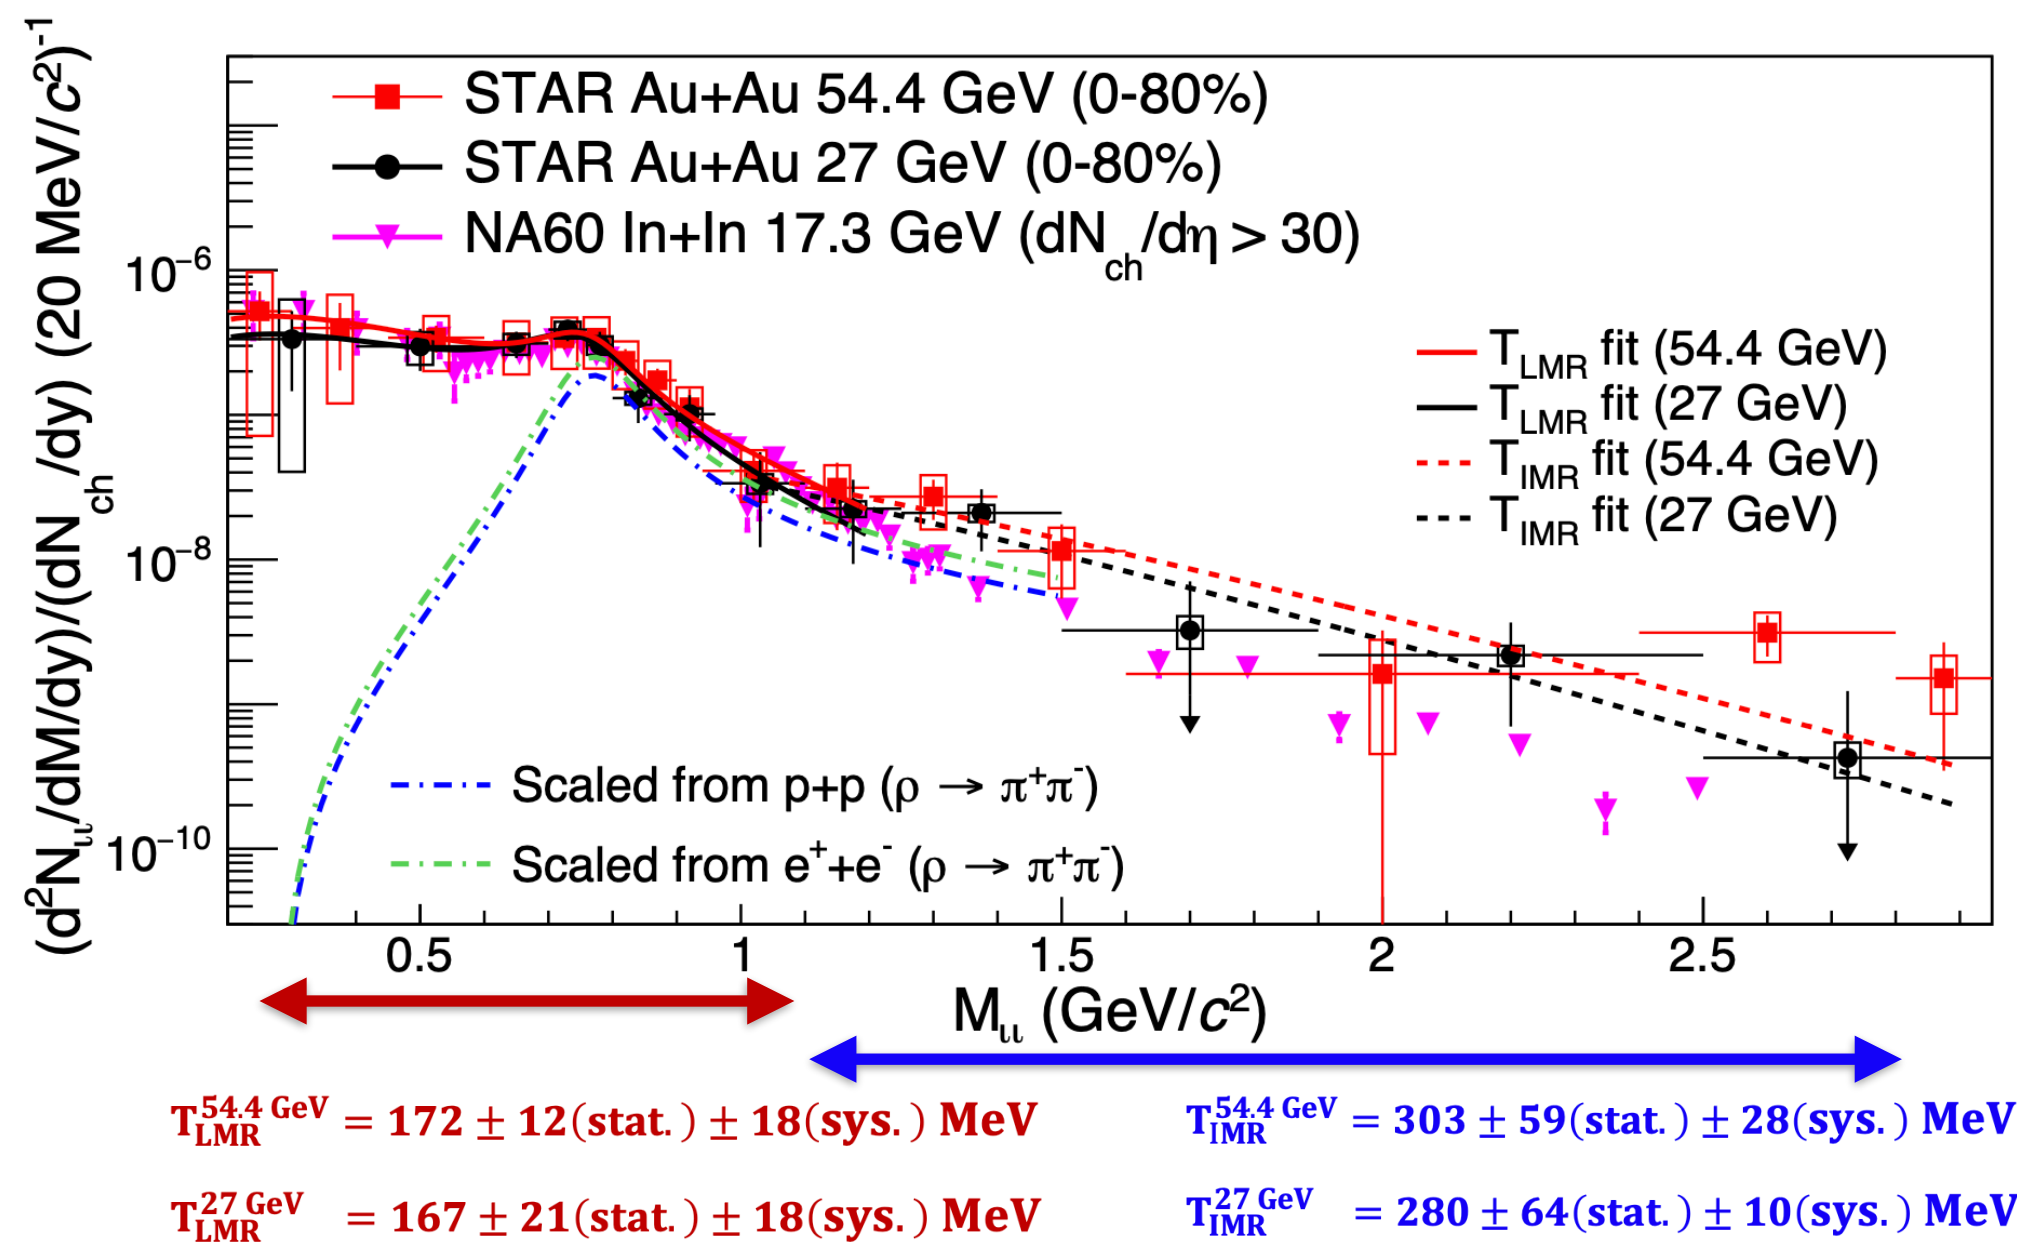 (d²N_ιι/dM/dy)/(dN_ch/dy) (20 MeV/c²)⁻¹
STAR Au+Au 54.4 GeV (0-80%)
STAR Au+Au 27 GeV (0-80%)
NA60 In+In 17.3 GeV (dN_ch/dη > 30)
T_LMR fit (54.4 GeV)
T_LMR fit (27 GeV)
T_IMR fit (54.4 GeV)
T_IMR fit (27 GeV)
Scaled from p+p (ρ → π⁺π⁻)
Scaled from e⁺+e⁻ (ρ → π⁺π⁻)
10⁻⁶
10⁻⁸
10⁻¹⁰
0.5 1 1.5 2 2.5
M_ιι (GeV/c²)
T_LMR^54.4 GeV = 172 ± 12(stat.) ± 18(sys.) MeV
T_IMR^54.4 GeV = 303 ± 59(stat.) ± 28(sys.) MeV
T_LMR^27 GeV = 167 ± 21(stat.) ± 18(sys.) MeV
T_IMR^27 GeV = 280 ± 64(stat.) ± 10(sys.) MeV